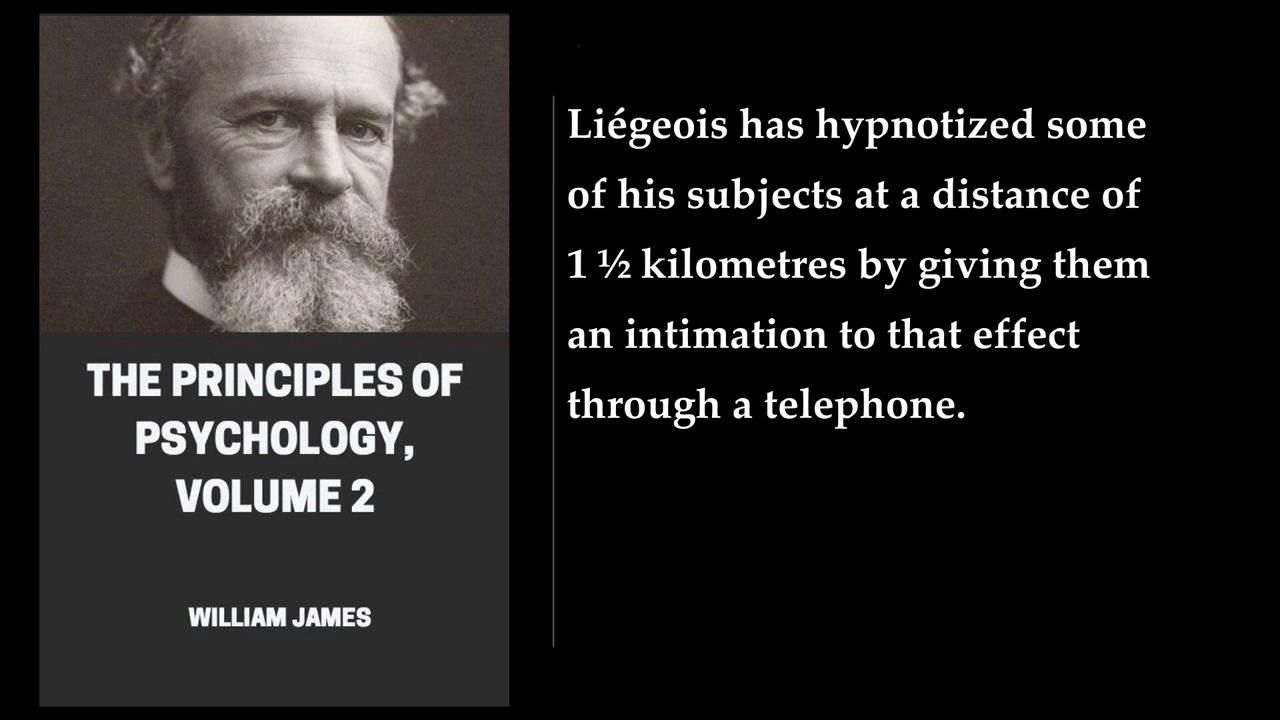 THE PRINCIPLES OF
PSYCHOLOGY,
VOLUME 2
WILLIAM JAMES
Liégeois has hypnotized some
of his subjects at a distance of
1 ½ kilometres by giving them
an intimation to that effect
through a telephone.